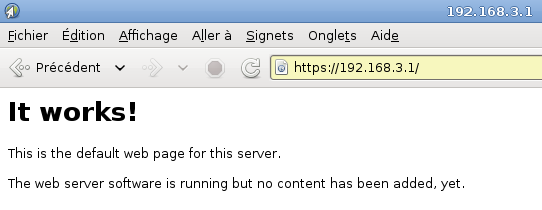 192.168.3.1
Fichier Édition Affichage Aller à Signets Onglets Aide
Précédent https://192.168.3.1/
It works!
This is the default web page for this server.
The web server software is running but no content has been added, yet.